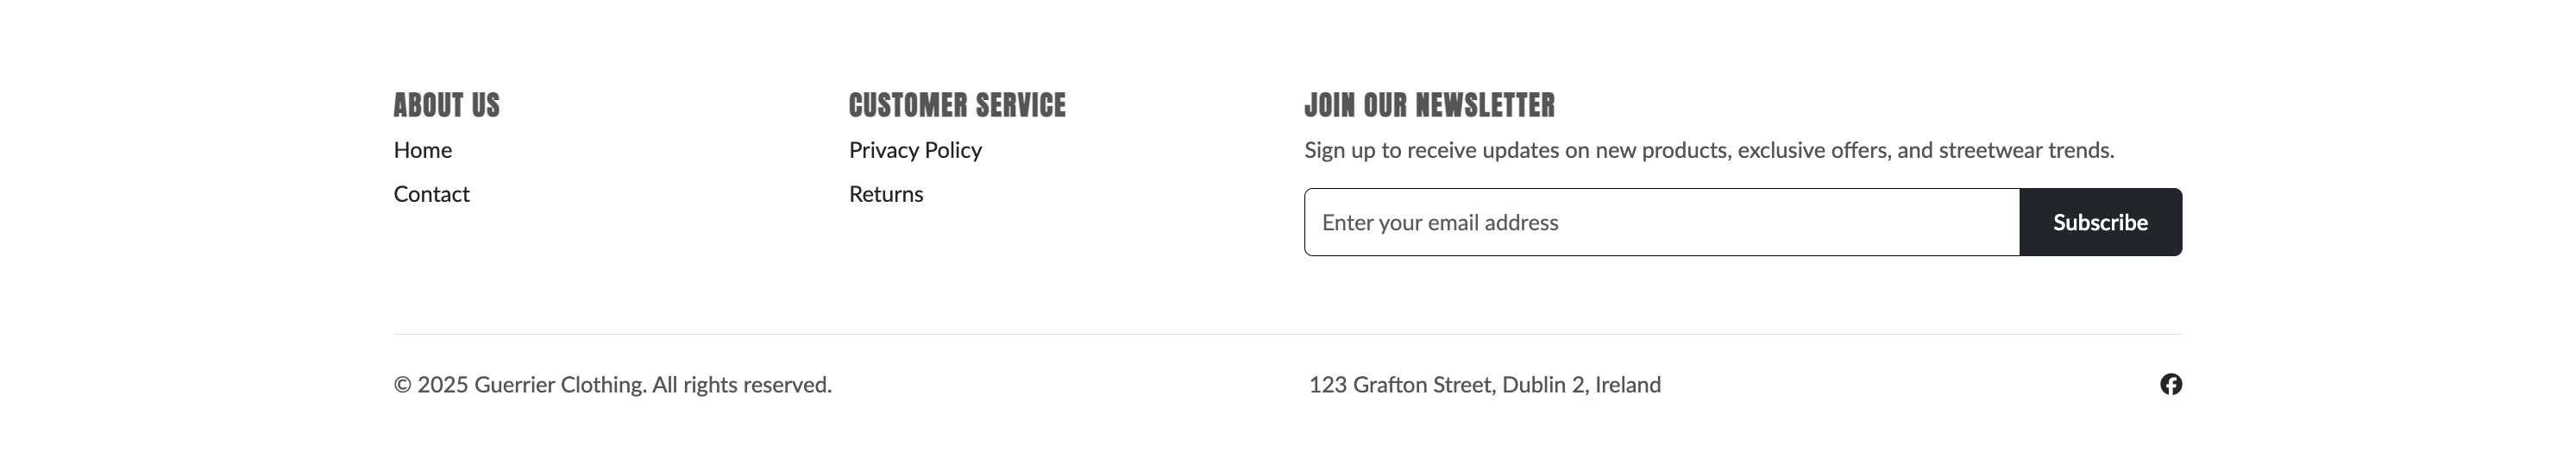 ABOUT US
Home
Contact
CUSTOMER SERVICE
Privacy Policy
Returns
JOIN OUR NEWSLETTER
Sign up to receive updates on new products, exclusive offers, and streetwear trends.
Enter your email address
Subscribe
© 2025 Guerrier Clothing. All rights reserved.
123 Grafton Street, Dublin 2, Ireland